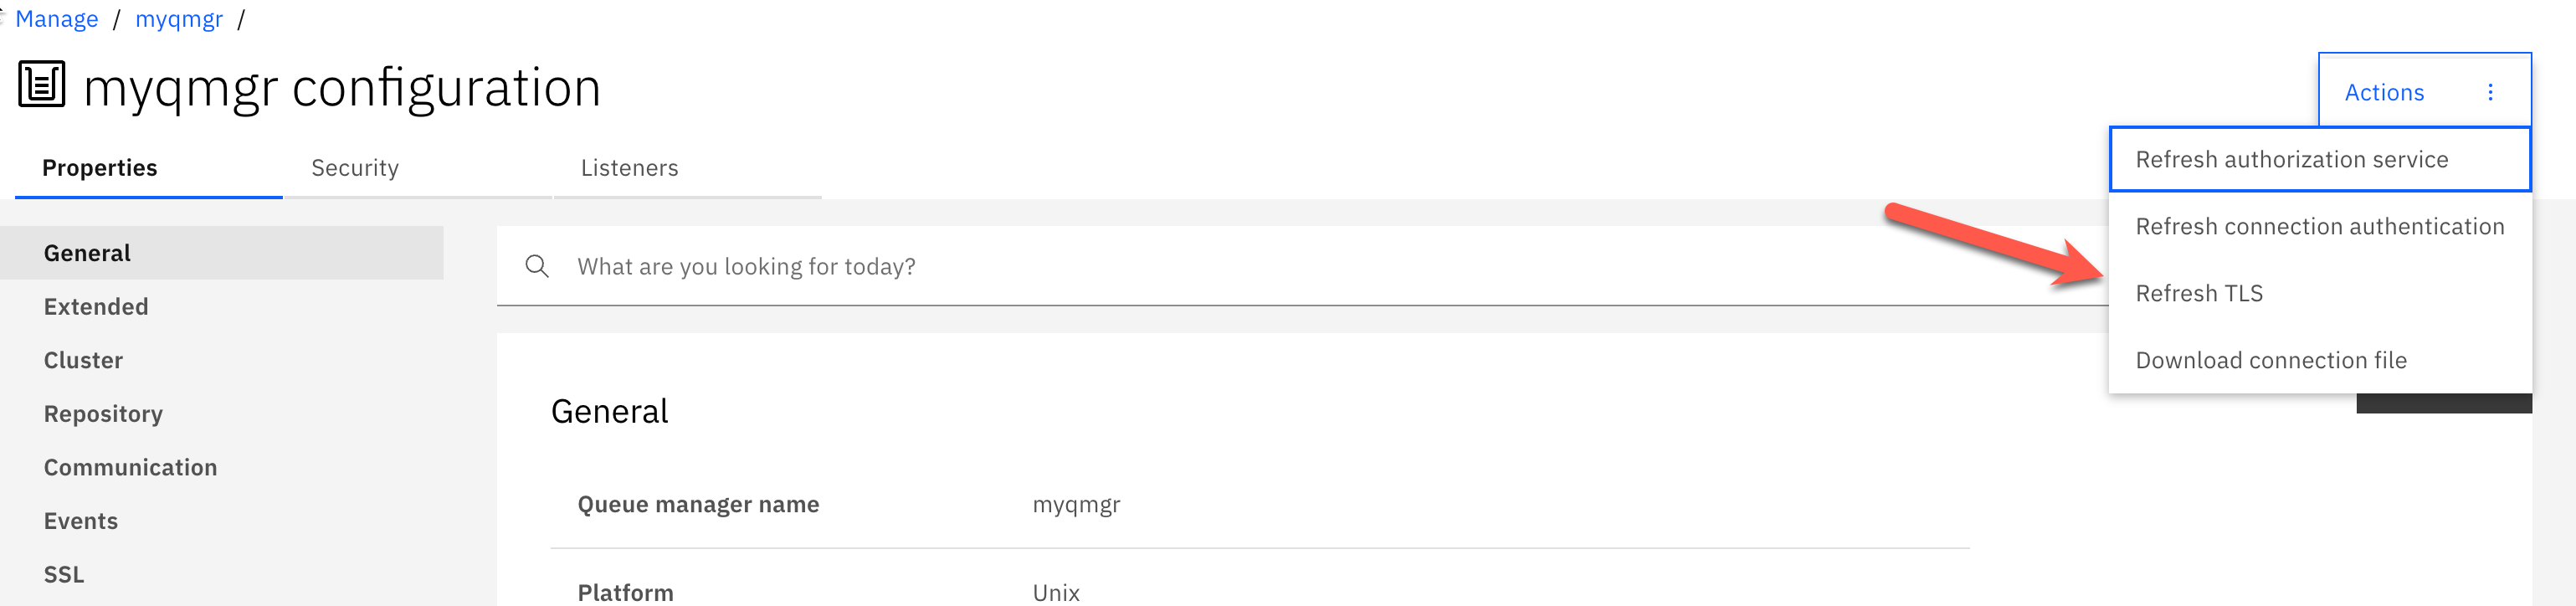 Manage / myqmgr /
myqmgr configuration
Actions
Refresh authorization service
Refresh connection authentication
Refresh TLS
Download connection file
Properties
Security
Listeners
General
Extended
Cluster
Repository
Communication
Events
SSL
What are you looking for today?
General
Queue manager name myqmgr
Platform Unix